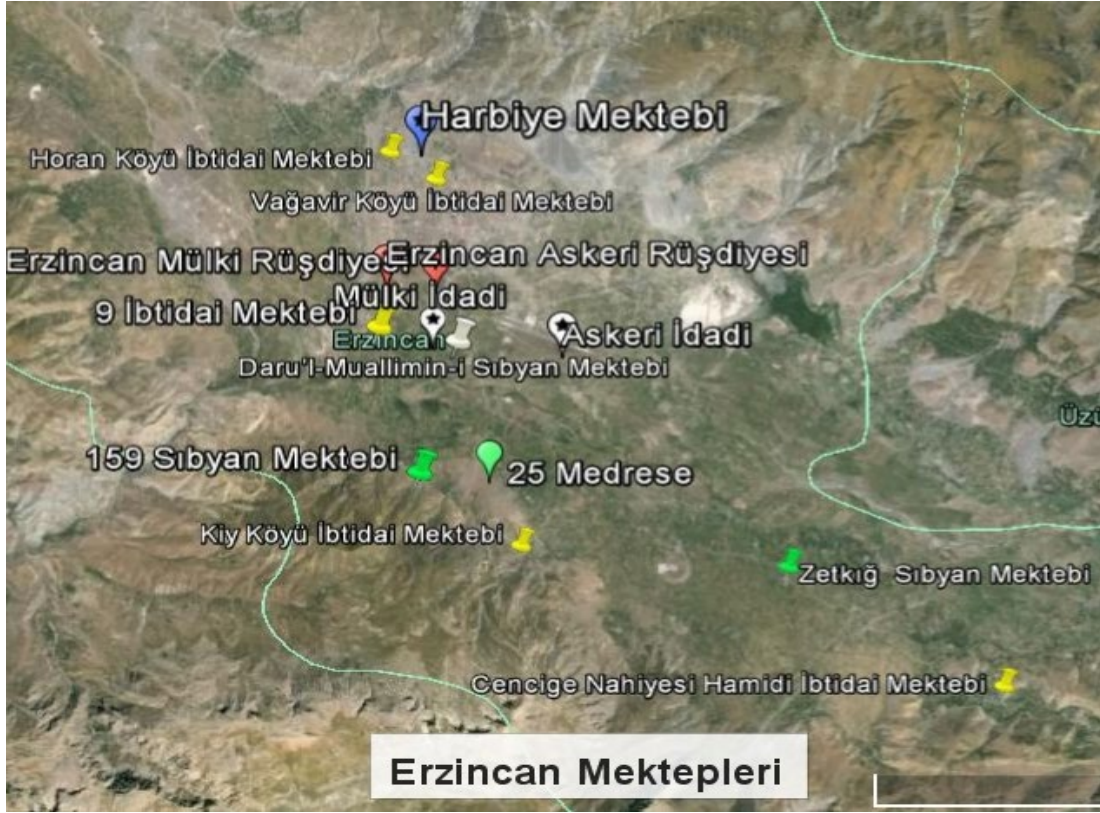 Harbiye Mektebi
Horan Köyü İbtidai Mektebi
Vağavir Köyü İbtidai Mektebi
Erzincan Mülki Rüşdiyesi
Erzincan Askeri Rüşdiyesi
Mülki İdadi
9 İbtidai Mektebi
Erzincan
Askeri İdadi
Daru'l-Muallimin-i Sıbyan Mektebi
Üzü
159 Sıbyan Mektebi
25 Medrese
Kiy Köyü İbtidai Mektebi
Zetkığ Sıbyan Mektebi
Cencige Nahiyesi Hamidi İbtidai Mektebi
Erzincan Mektepleri